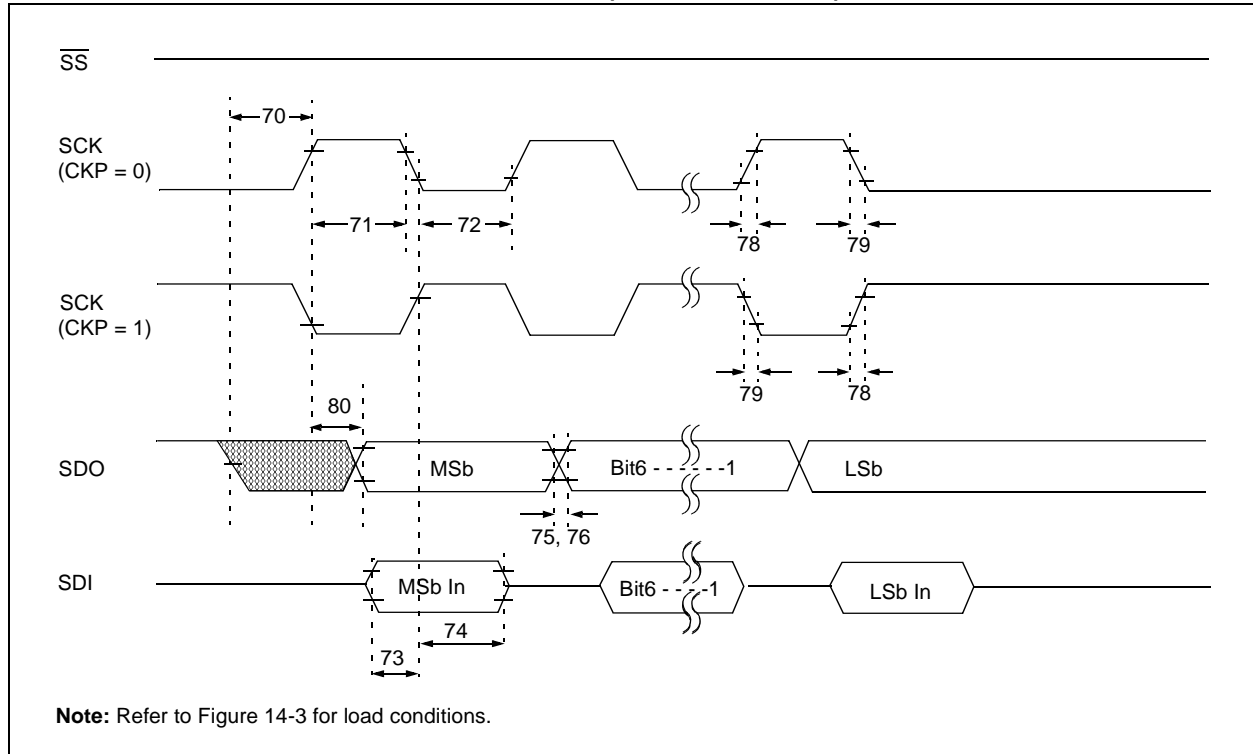 SS
70
SCK
(CKP = 0)
71
72
78
79
SCK
(CKP = 1)
79
78
80
SDO
MSb
Bit6 - - - - - -1
LSb
75, 76
SDI
MSb In
Bit6 - - - -1
LSb In
74
73
Note: Refer to Figure 14-3 for load conditions.